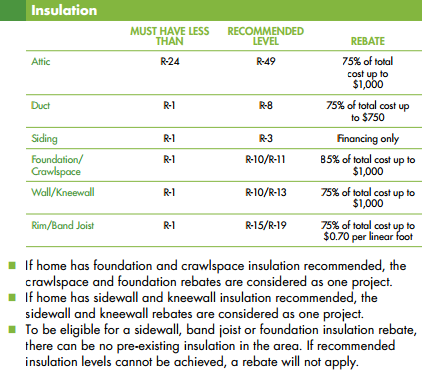 Insulation
MUST HAVE LESS THAN RECOMMENDED LEVEL REBATE
Attic R-24 R-49 75% of total cost up to $1,000
Duct R-1 R-8 75% of total cost up to $750
Siding R-1 R-3 Financing only
Foundation/Crawlspace R-1 R-10/R-11 85% of total cost up to $1,000
Wall/Kneewall R-1 R-10/R-13 75% of total cost up to $1,000
Rim/Band Joist R-1 R-15/R-19 75% of total cost up to $0.70 per linear foot
If home has foundation and crawlspace insulation recommended, the
crawlspace and foundation rebates are considered as one project.
If home has sidewall and kneewall insulation recommended, the
sidewall and kneewall rebates are considered as one project.
To be eligible for a sidewall, band joist or foundation insulation rebate,
there can be no pre-existing insulation in the area. If recommended
insulation levels cannot be achieved, a rebate will not apply.